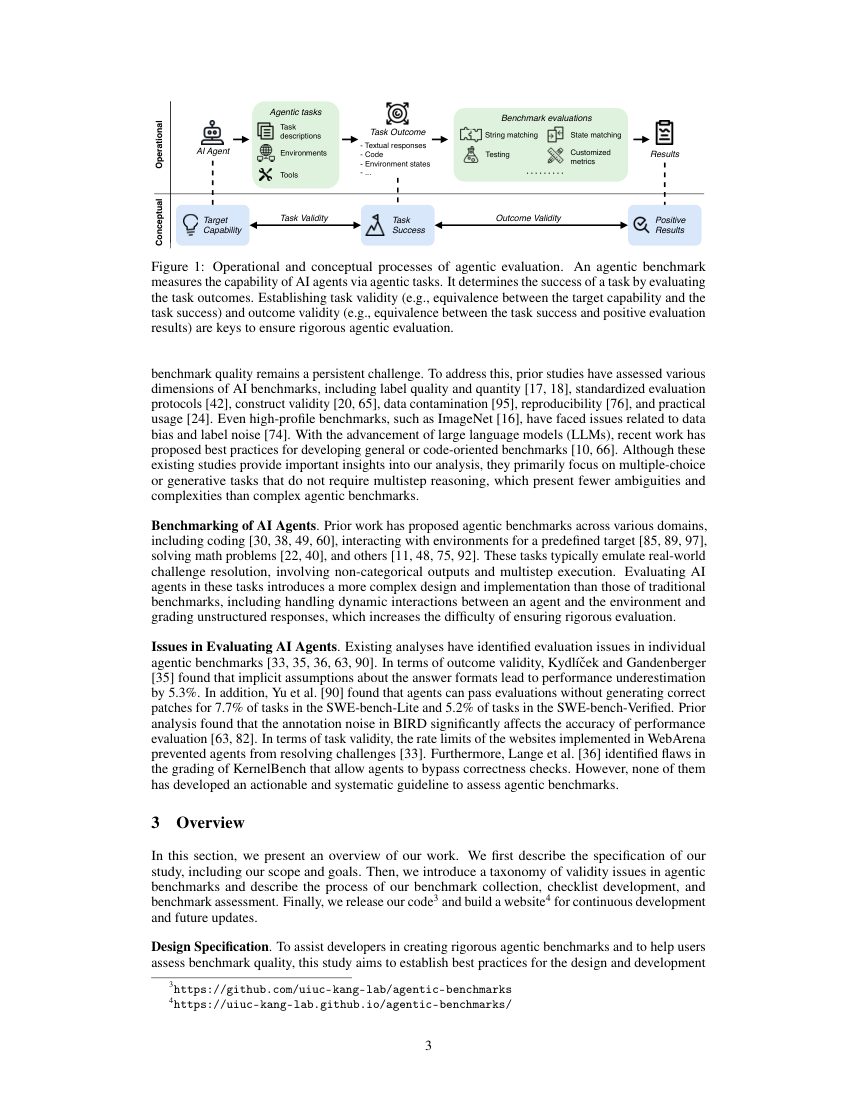 Operational
AI Agent
Agentic tasks
Task
descriptions
Environments
Tools
Task Outcome
- Textual responses
- Code
- Environment states
- ...
Benchmark evaluations
String matching
State matching
Testing
Customized
metrics
.........
Results
Conceptual
Target
Capability
Task Validity
Task
Success
Outcome Validity
Positive
Results
Figure 1: Operational and conceptual processes of agentic evaluation. An agentic benchmark
measures the capability of AI agents via agentic tasks. It determines the success of a task by evaluating
the task outcomes. Establishing task validity (e.g., equivalence between the target capability and the
task success) and outcome validity (e.g., equivalence between the task success and positive evaluation
results) are keys to ensure rigorous agentic evaluation.
benchmark quality remains a persistent challenge. To address this, prior studies have assessed various
dimensions of AI benchmarks, including label quality and quantity [17, 18], standardized evaluation
protocols [42], construct validity [20, 65], data contamination [95], reproducibility [76], and practical
usage [24]. Even high-profile benchmarks, such as ImageNet [16], have faced issues related to data
bias and label noise [74]. With the advancement of large language models (LLMs), recent work has
proposed best practices for developing general or code-oriented benchmarks [10, 66]. Although these
existing studies provide important insights into our analysis, they primarily focus on multiple-choice
or generative tasks that do not require multistep reasoning, which present fewer ambiguities and
complexities than complex agentic benchmarks.
Benchmarking of AI Agents. Prior work has proposed agentic benchmarks across various domains,
including coding [30, 38, 49, 60], interacting with environments for a predefined target [85, 89, 97],
solving math problems [22, 40], and others [11, 48, 75, 92]. These tasks typically emulate real-world
challenge resolution, involving non-categorical outputs and multistep execution. Evaluating AI
agents in these tasks introduces a more complex design and implementation than those of traditional
benchmarks, including handling dynamic interactions between an agent and the environment and
grading unstructured responses, which increases the difficulty of ensuring rigorous evaluation.
Issues in Evaluating AI Agents. Existing analyses have identified evaluation issues in individual
agentic benchmarks [33, 35, 36, 63, 90]. In terms of outcome validity, Kydlíček and Gandenberger
[35] found that implicit assumptions about the answer formats lead to performance underestimation
by 5.3%. In addition, Yu et al. [90] found that agents can pass evaluations without generating correct
patches for 7.7% of tasks in the SWE-bench-Lite and 5.2% of tasks in the SWE-bench-Verified. Prior
analysis found that the annotation noise in BIRD significantly affects the accuracy of performance
evaluation [63, 82]. In terms of task validity, the rate limits of the websites implemented in WebArena
prevented agents from resolving challenges [33]. Furthermore, Lange et al. [36] identified flaws in
the grading of KernelBench that allow agents to bypass correctness checks. However, none of them
has developed an actionable and systematic guideline to assess agentic benchmarks.
3 Overview
In this section, we present an overview of our work. We first describe the specification of our
study, including our scope and goals. Then, we introduce a taxonomy of validity issues in agentic
benchmarks and describe the process of our benchmark collection, checklist development, and
benchmark assessment. Finally, we release our code3 and build a website4 for continuous development
and future updates.
Design Specification. To assist developers in creating rigorous agentic benchmarks and to help users
assess benchmark quality, this study aims to establish best practices for the design and development
3https://github.com/uiuc-kang-lab/agentic-benchmarks
4https://uiuc-kang-lab.github.io/agentic-benchmarks/
3